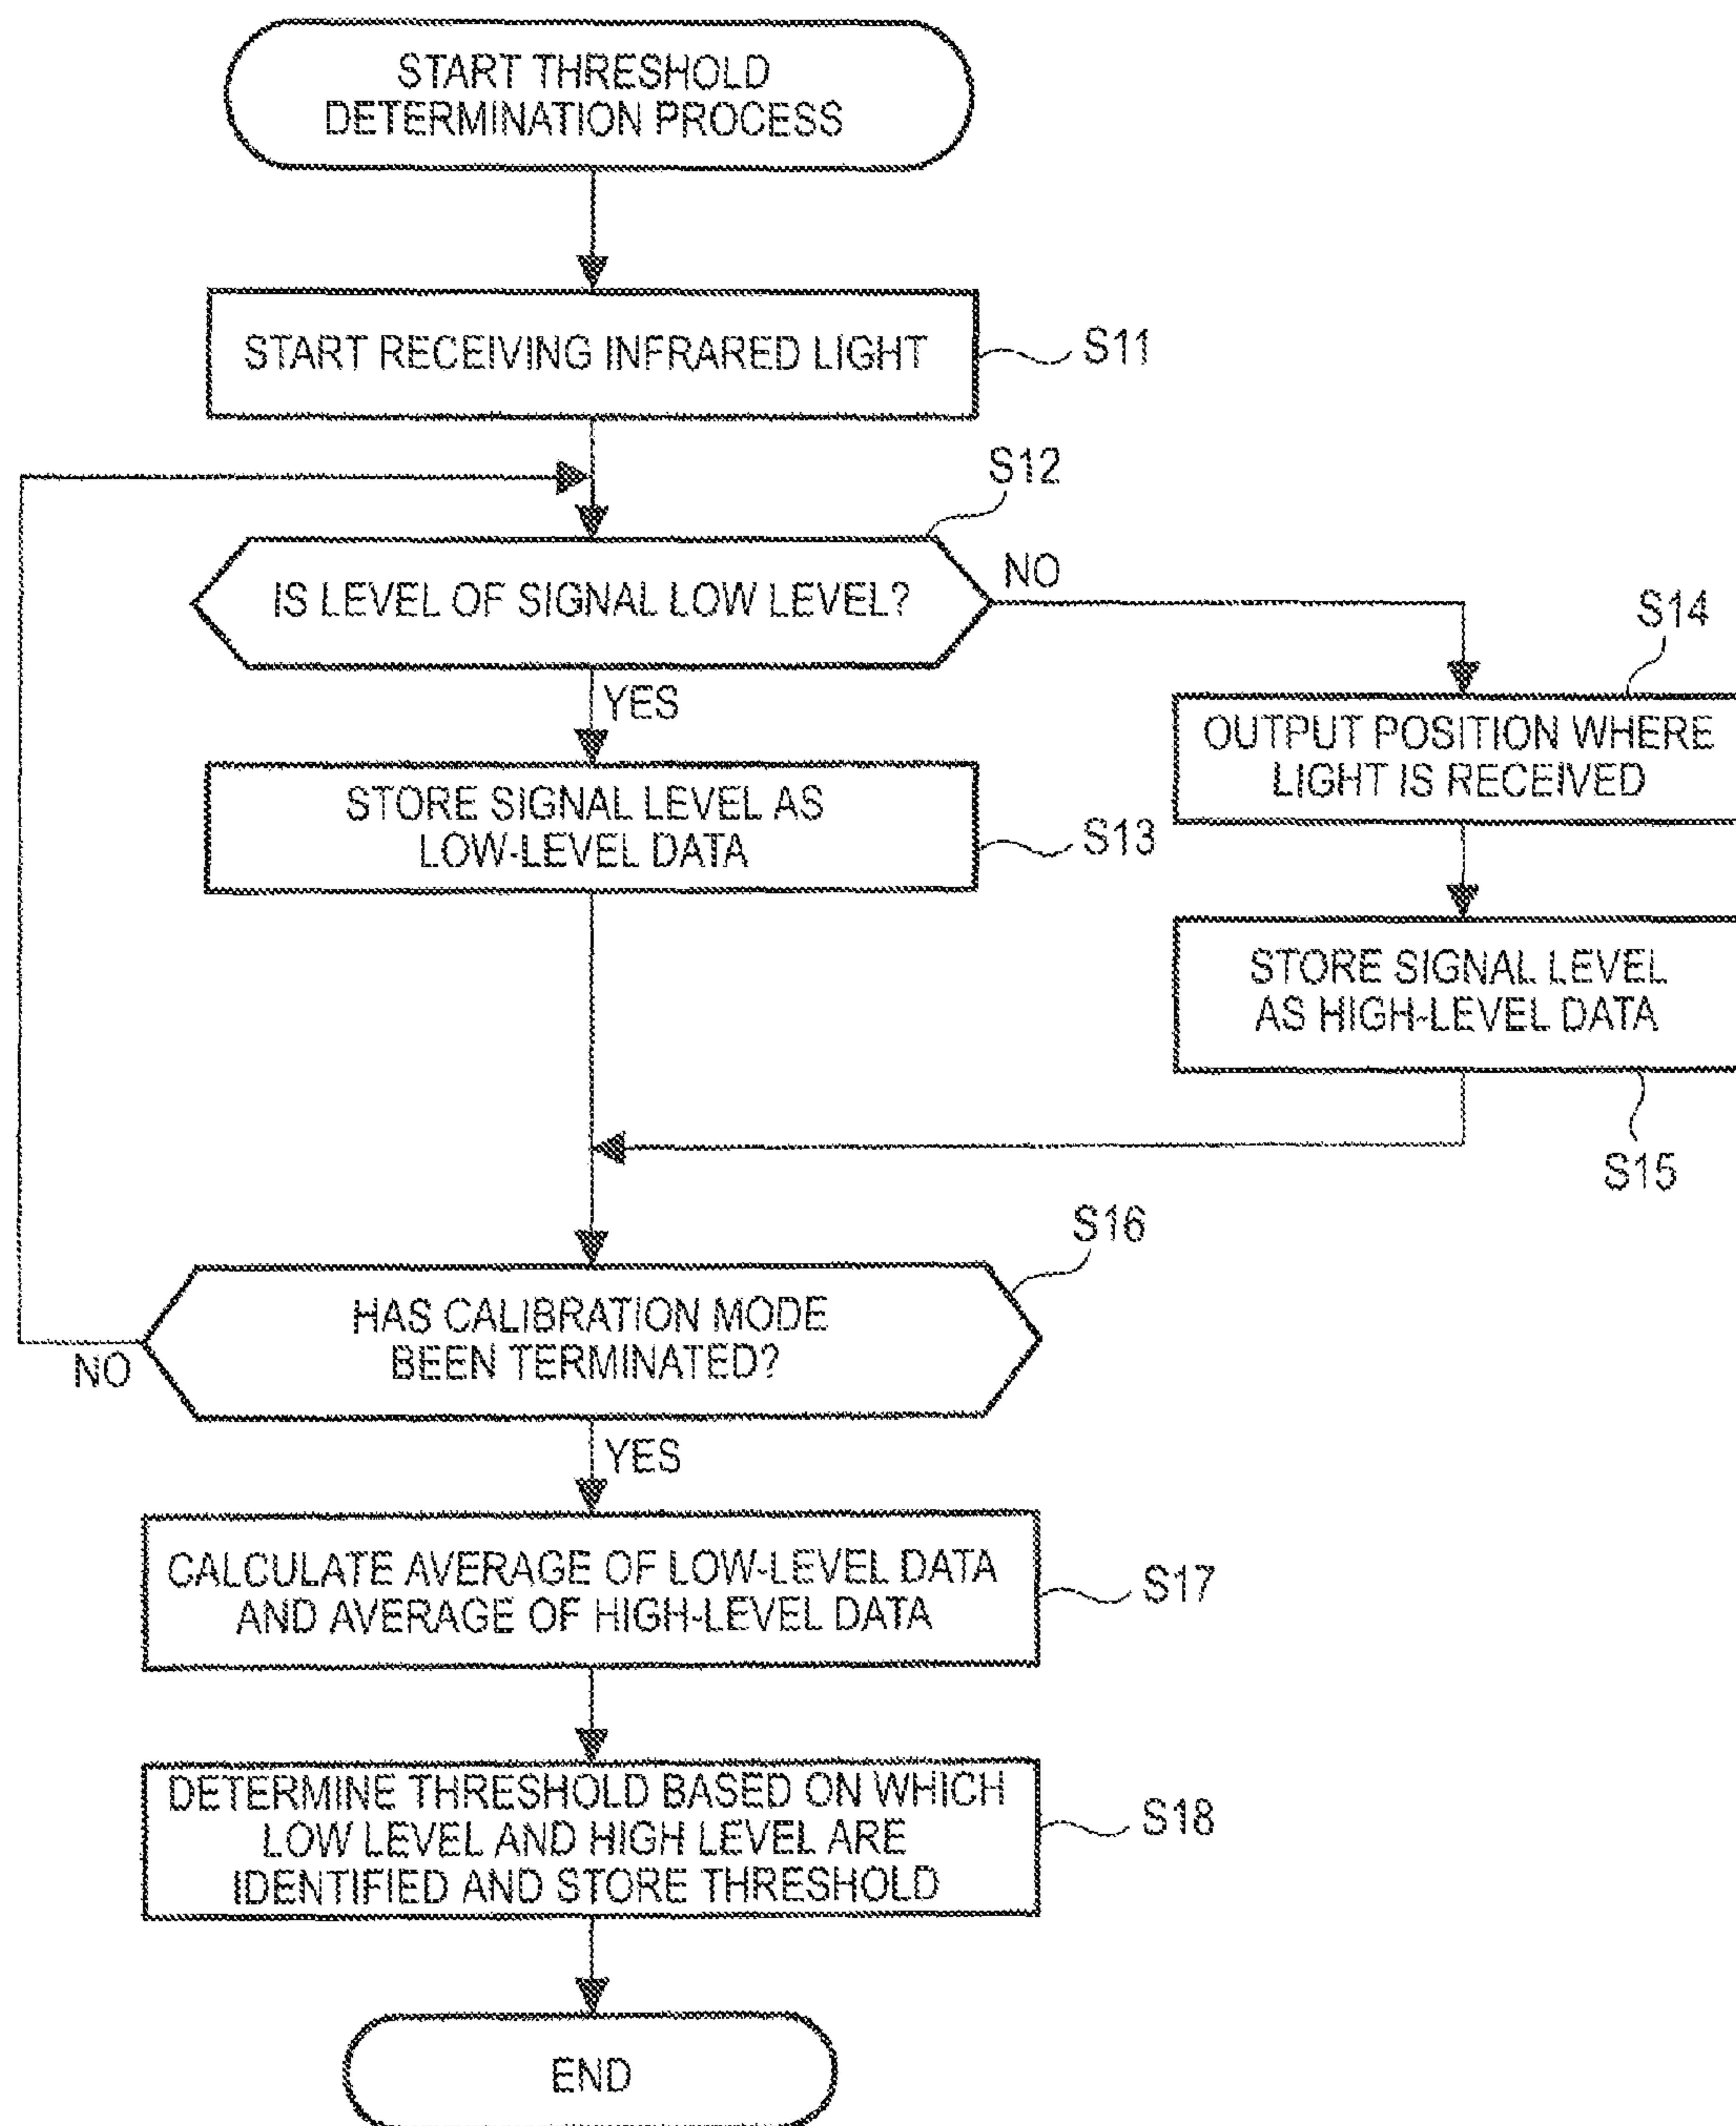 START THRESHOLD
DETERMINATION PROCESS
START RECEIVING INFRARED LIGHT
S11
S12
IS LEVEL OF SIGNAL LOW LEVEL?
NO
YES
S14
OUTPUT POSITION WHERE
LIGHT IS RECEIVED
STORE SIGNAL LEVEL AS
LOW-LEVEL DATA
S13
STORE SIGNAL LEVEL
AS HIGH-LEVEL DATA
S15
S16
HAS CALIBRATION MODE
BEEN TERMINATED?
NO
YES
CALCULATE AVERAGE OF LOW-LEVEL DATA
AND AVERAGE OF HIGH-LEVEL DATA
S17
DETERMINE THRESHOLD BASED ON WHICH
LOW LEVEL AND HIGH LEVEL ARE
IDENTIFIED AND STORE THRESHOLD
S18
END